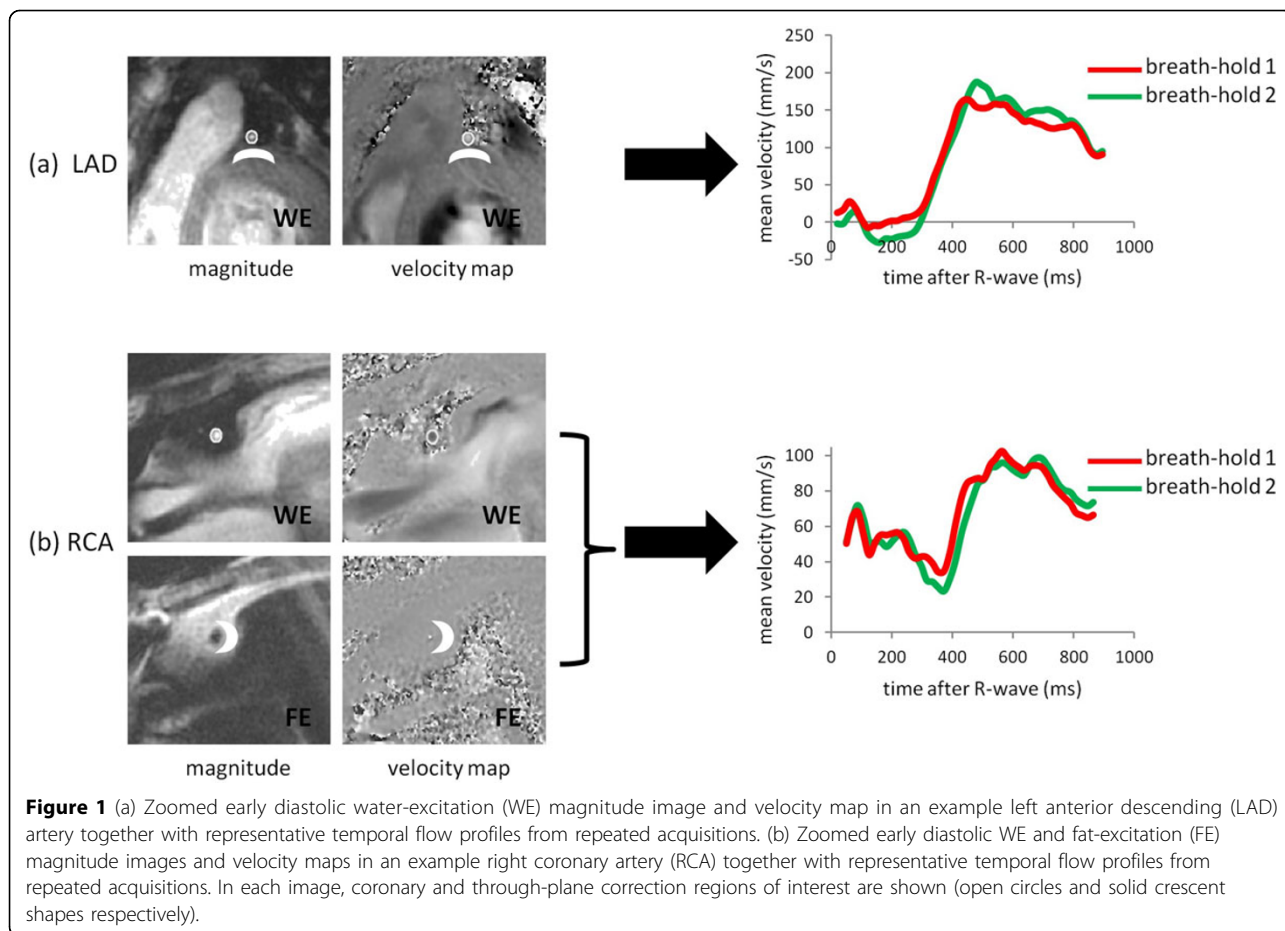 (a) LAD
WE
WE
magnitude
velocity map
250
200
150
100
50
0
-50
mean velocity (mm/s)
200
400
600
800
1000
time after R-wave (ms)
breath-hold 1
breath-hold 2
(b) RCA
WE
WE
FE
FE
magnitude
velocity map
100
80
60
40
20
0
mean velocity (mm/s)
0
200
400
600
800
1000
time after R-wave (ms)
breath-hold 1
breath-hold 2
Figure 1 (a) Zoomed early diastolic water-excitation (WE) magnitude image and velocity map in an example left anterior descending (LAD)
artery together with representative temporal flow profiles from repeated acquisitions. (b) Zoomed early diastolic WE and fat-excitation (FE)
magnitude images and velocity maps in an example right coronary artery (RCA) together with representative temporal flow profiles from
repeated acquisitions. In each image, coronary and through-plane correction regions of interest are shown (open circles and solid crescent
shapes respectively).